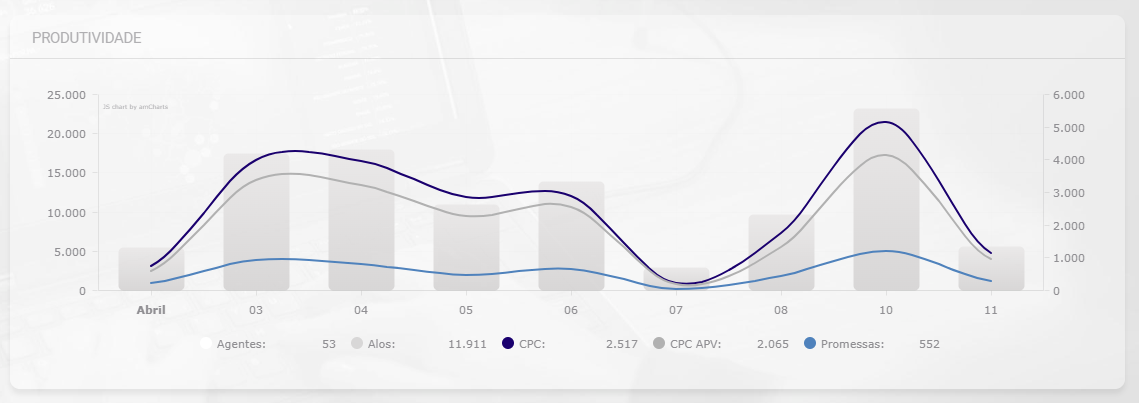 PRODUTIVIDADE
25.000 6.000
JS chart by amCharts
20.000 5.000
15.000 4.000
10.000 3.000
5.000 2.000
0 1.000
0
Abril 03 04 05 06 07 08 10 11
Agentes: 53 Alos: 11.911 CPC: 2.517 CPC APV: 2.065 Promessas: 552